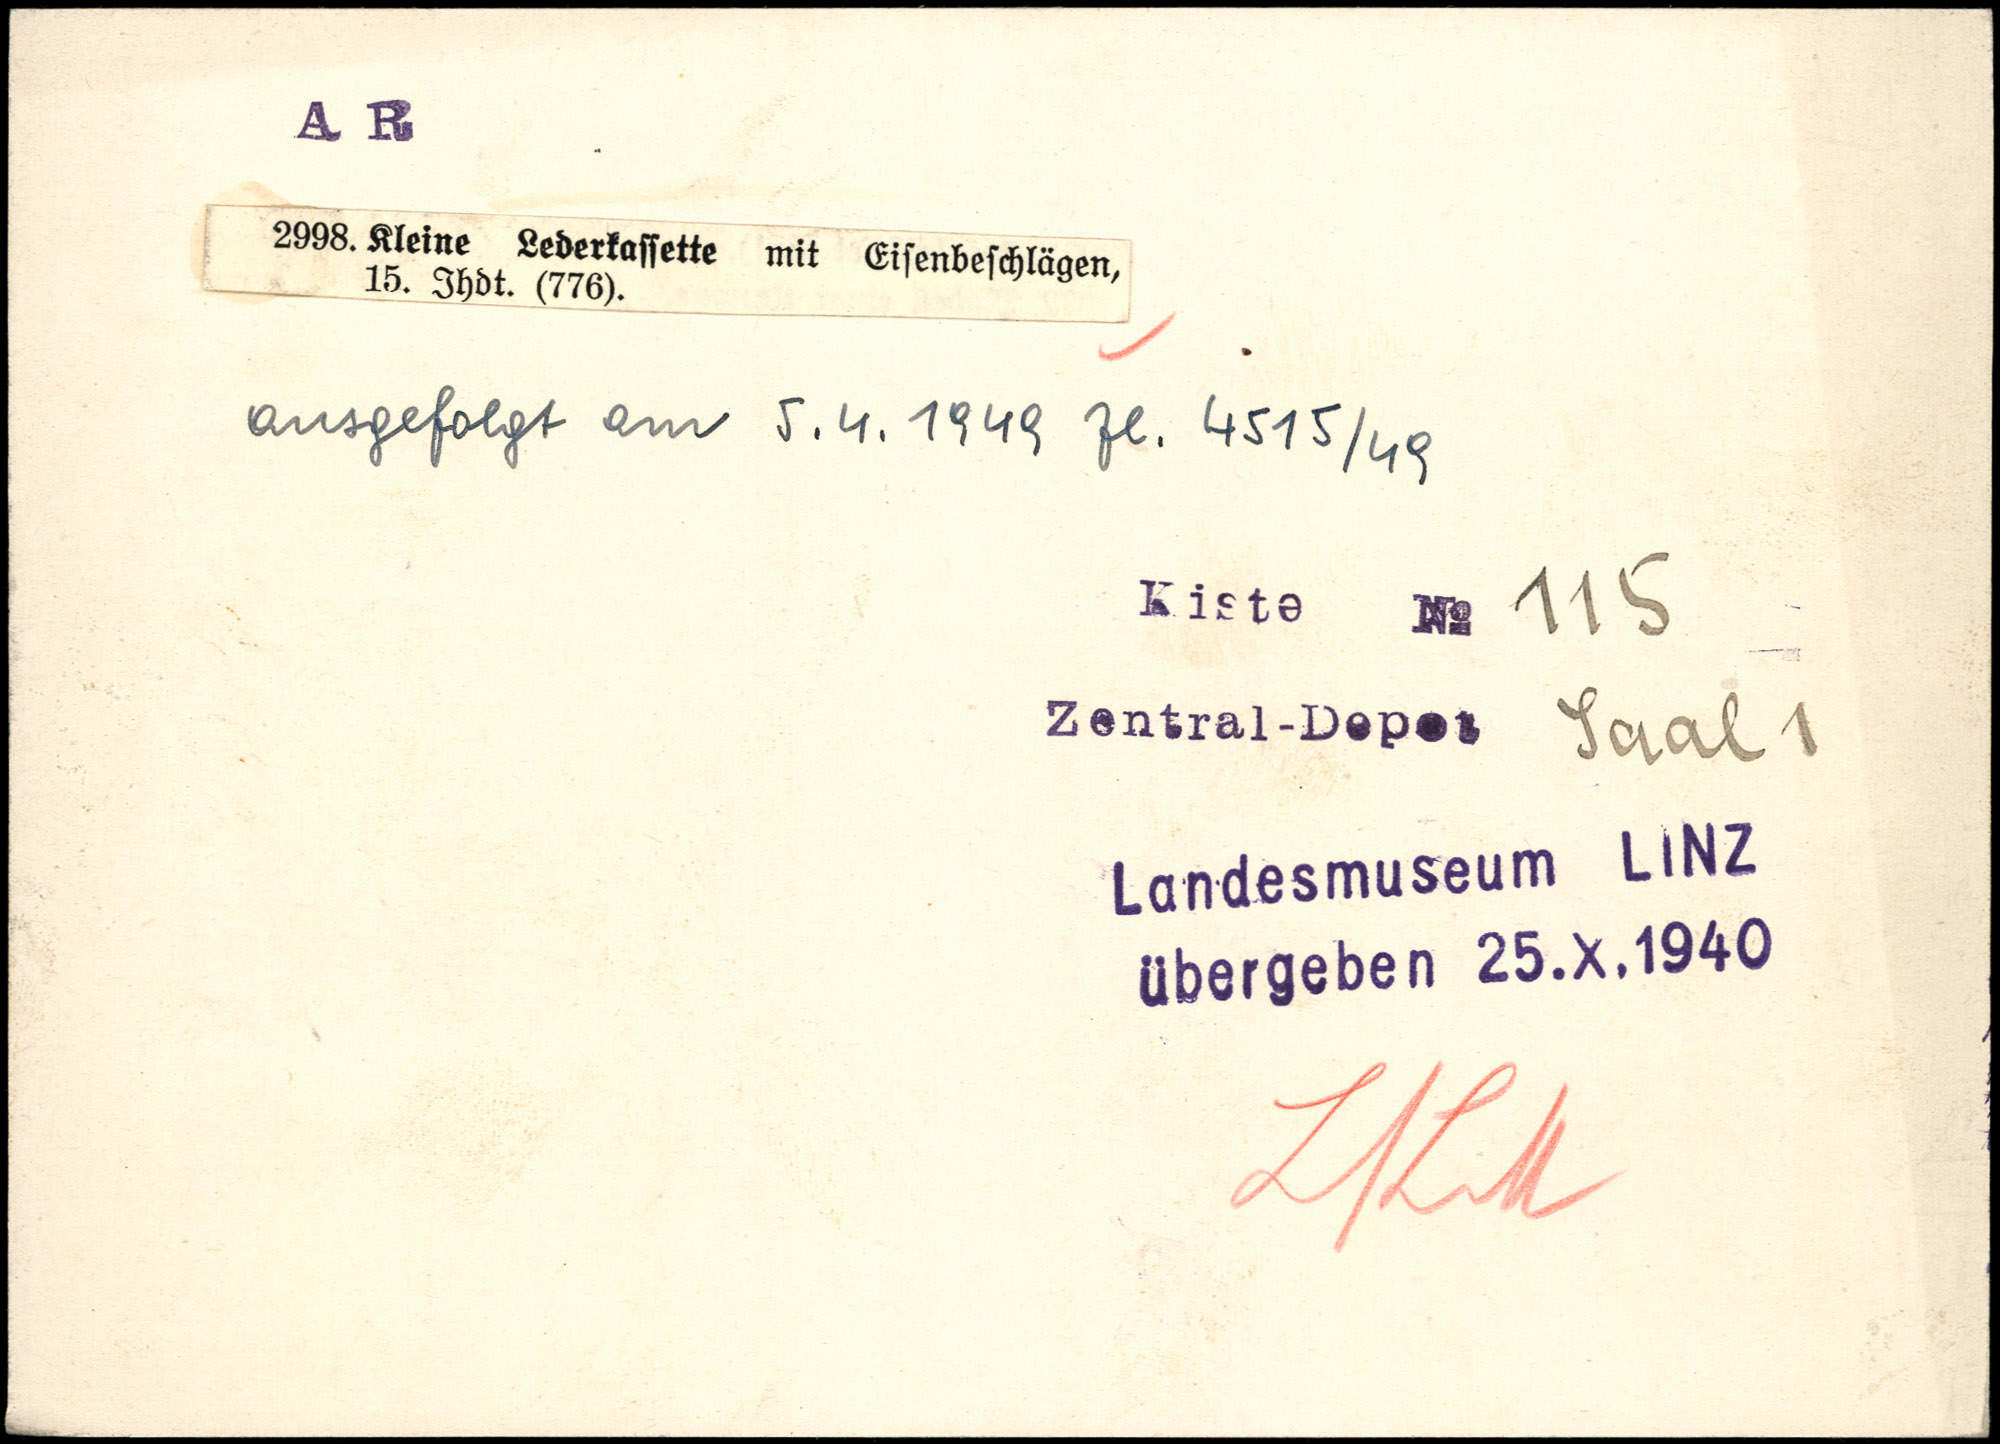 A R
2998. Kleine Lederkassette mit Eisenbeschlägen,
15. Jhdt. (776).
ausgefolgt am 5.4.1949 Zl. 4515/49
Kiste № 115
Zentral-Depot Saal 1
Landesmuseum LINZ
übergeben 25.X.1940